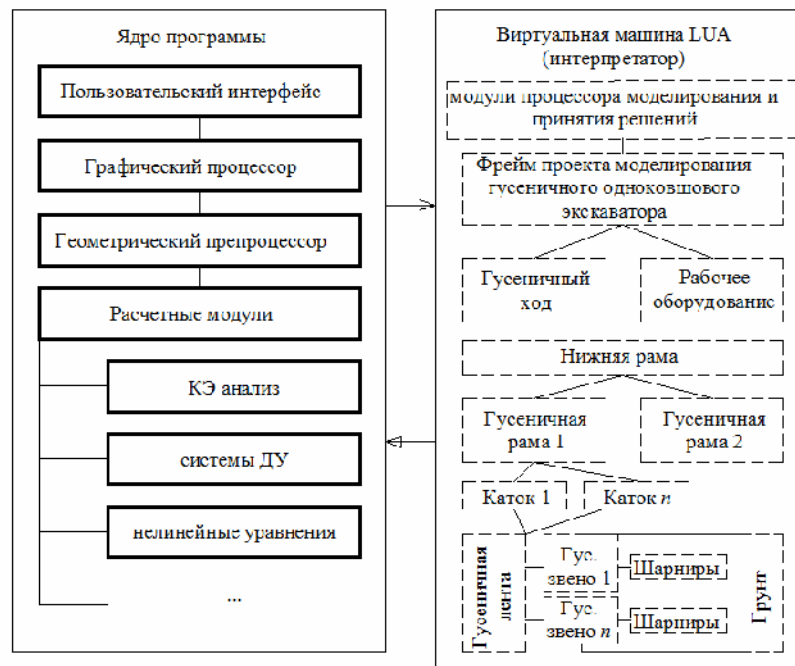 Ядро программы
Пользовательский интерфейс
Графический процессор
Геометрический препроцессор
Расчетные модули
КЭ анализ
системы ДУ
нелинейные уравнения
...
Виртуальная машина LUA
(интерпретатор)
модули процессора моделирования и
принятия решений
Фрейм проекта моделирования
гусеничного одноковшового
экскаватора
Гусеничный
ход
Рабочее
оборудование
Нижняя рама
Гусеничная
рама 1
Гусеничная
рама 2
Каток 1
Каток n
Гусеничная
лента
Гус.
звено 1
Шарниры
Гус.
звено n
Шарниры
Грунт